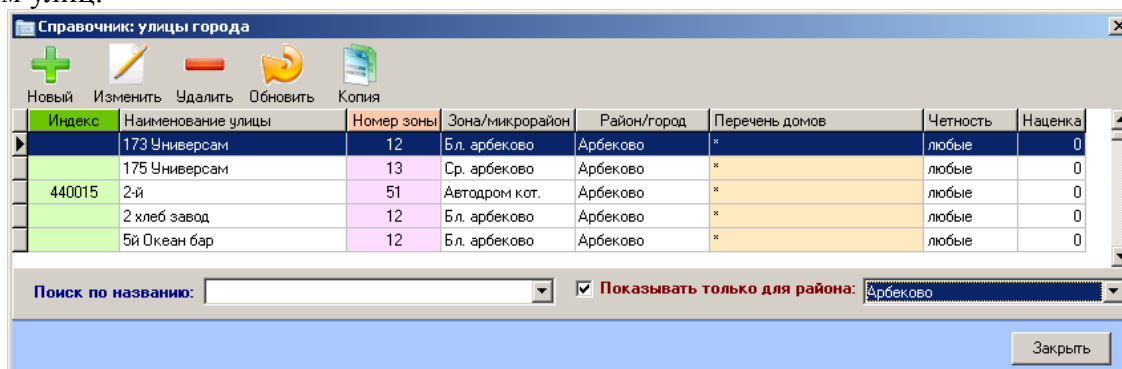 м улиц.
Справочник: улицы города
Новый Изменить Удалить Обновить Копия
Индекс Наименование улицы Номер зоны Зона/микрорайон Район/город Перечень домов Четность Наценка
173 Универсам 12 Бл. арбеково Арбеково * любые 0
175 Универсам 13 Ср. арбеково Арбеково * любые 0
440015 2-й 51 Автодром кот. Арбеково * любые 0
2 хлеб завод 12 Бл. арбеково Арбеково * любые 0
5й Океан бар 12 Бл. арбеково Арбеково * любые 0
Поиск по названию: Показывать только для района: Арбеково
Закрыть